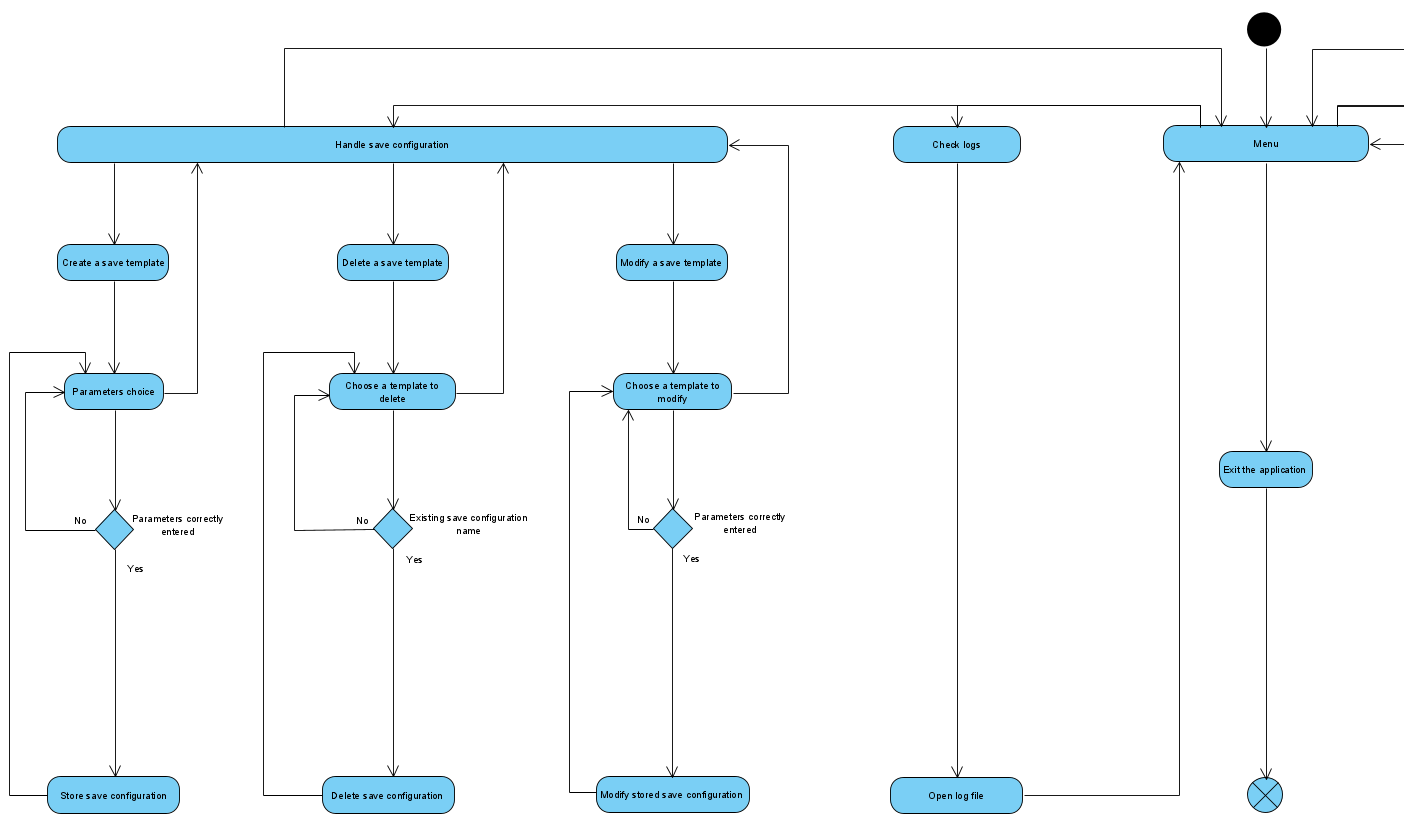 Handle save configuration
Check logs
Menu
Create a save template
Delete a save template
Modify a save template
Parameters choice
Choose a template to
delete
Choose a template to
modify
Exit the application
No
Parameters correctly
entered
Yes
No
Existing save configuration
name
Yes
No
Parameters correctly
entered
Yes
Store save configuration
Delete save configuration
Modify stored save configuration
Open log file